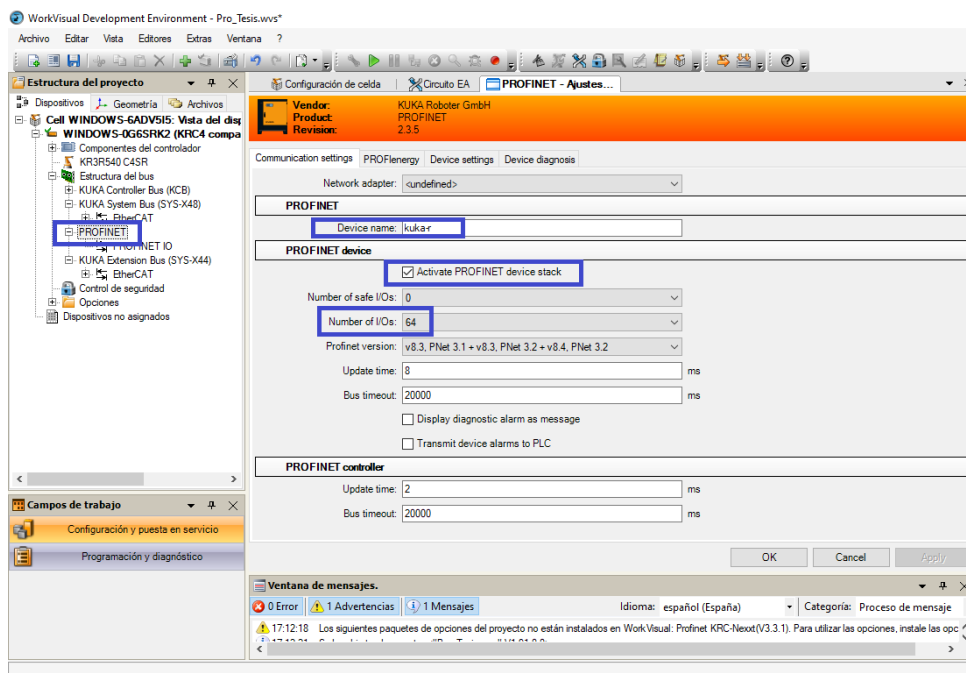 WorkVisual Development Environment - Pro_Tesis.wvs*
Archivo Editar Vista Editores Extras Ventana ?
Estructura del proyecto
Dispositivos Geometría Archivos
Cell WINDOWS-6ADV5I5: Vista del disp
WINDOWS-0G6SRK2 (KRC4 compa
Componentes del controlador
KR3R540 C4SR
Estructura del bus
KUKA Controller Bus (KCB)
KUKA System Bus (SYS-X48)
EtherCAT
PROFINET
PROFINET IO
KUKA Extension Bus (SYS-X44)
EtherCAT
Control de seguridad
Opciones
Dispositivos no asignados
Campos de trabajo
Configuración y puesta en servicio
Programación y diagnóstico
Configuración de celda Circuito EA PROFINET - Ajustes...
Vendor: KUKA Roboter GmbH
Product: PROFINET
Revision: 2.3.5
Communication settings PROFIenergy Device settings Device diagnosis
Network adapter: <undefined>
PROFINET
Device name: kuka-r
PROFINET device
Activate PROFINET device stack
Number of safe I/Os: 0
Number of I/Os: 64
Profinet version: v8.3, PNet 3.1 + v8.3, PNet 3.2 + v8.4, PNet 3.2
Update time: 8 ms
Bus timeout: 20000 ms
Display diagnostic alarm as message
Transmit device alarms to PLC
PROFINET controller
Update time: 2 ms
Bus timeout: 20000 ms
OK Cancel Apply
Ventana de mensajes.
0 Error 1 Advertencias 1 Mensajes Idioma: español (España) Categoría: Proceso de mensaje
17:12:18 Los siguientes paquetes de opciones del proyecto no están instalados en WorkVisual: Profinet KRC-Nexxt(V3.3.1). Para utilizar las opciones, instale las opc